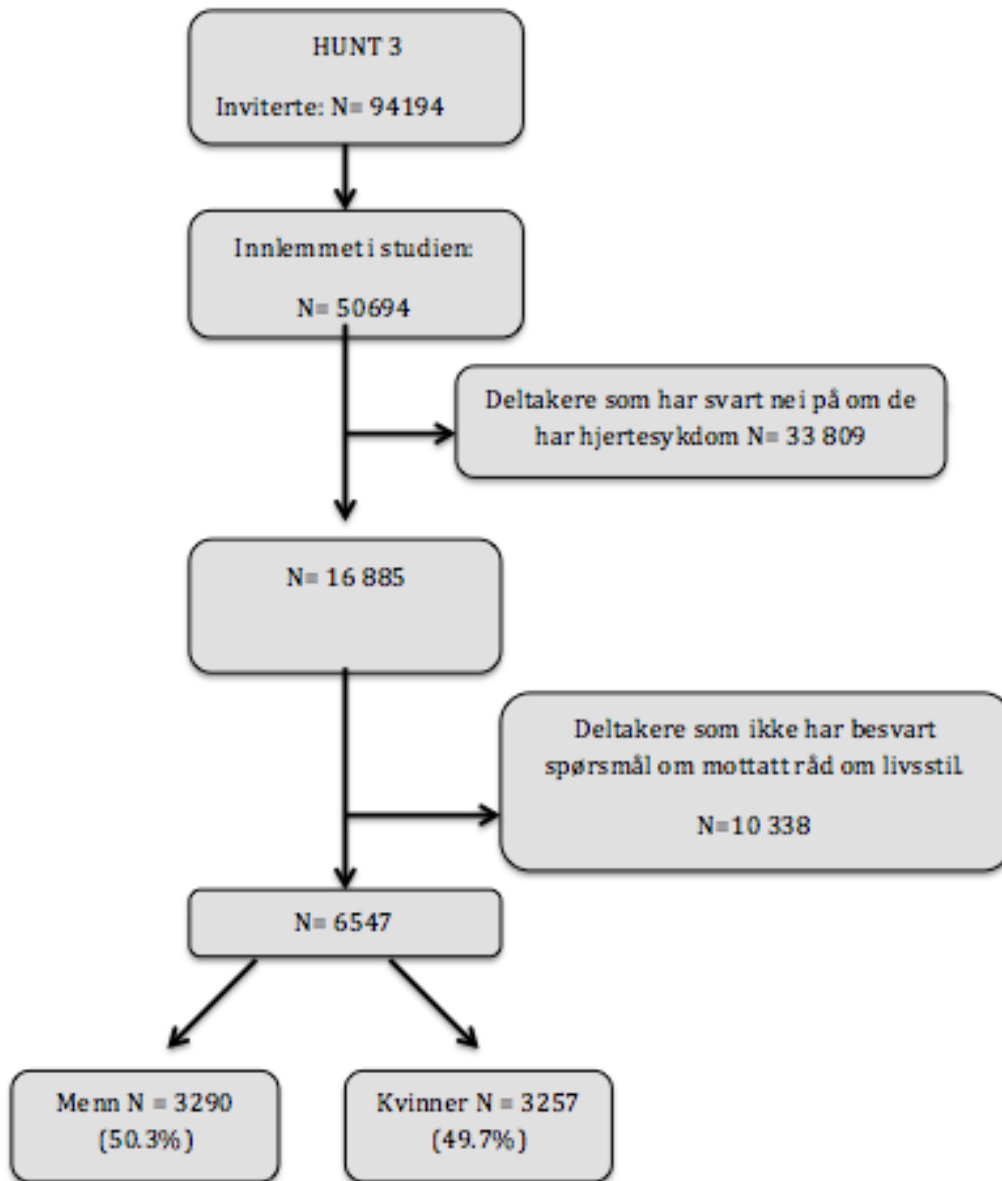 HUNT 3
Inviterte: N= 94194
Innlemmet i studien:
N= 50694
Deltakere som har svart nei på om de
har hjertesykdom N= 33 809
N= 16 885
Deltakere som ikke har besvart
spørsmål om mottatt råd om livsstil.
N=10 338
N= 6547
Menn N = 3290
(50.3%)
Kvinner N = 3257
(49.7%)